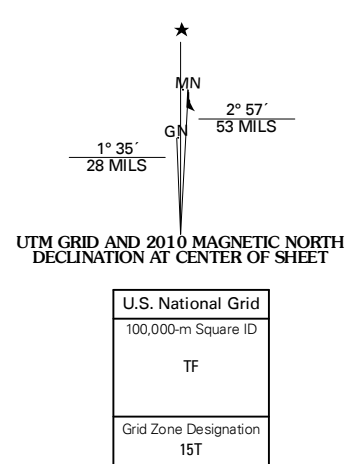 MN
2° 57´
53 MILS
GN
1° 35´
28 MILS
UTM GRID AND 2010 MAGNETIC NORTH
DECLINATION AT CENTER OF SHEET
U.S. National Grid
100,000-m Square ID
TF
Grid Zone Designation
15T